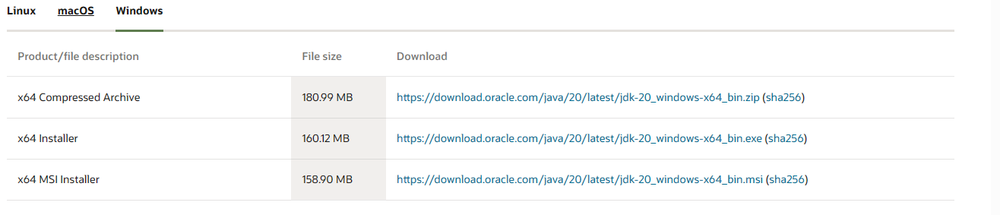 Linux macOS Windows
Product/file description File size Download
x64 Compressed Archive 180.99 MB https://download.oracle.com/java/20/latest/jdk-20_windows-x64_bin.zip (sha256)
x64 Installer 160.12 MB https://download.oracle.com/java/20/latest/jdk-20_windows-x64_bin.exe (sha256)
x64 MSI Installer 158.90 MB https://download.oracle.com/java/20/latest/jdk-20_windows-x64_bin.msi (sha256)